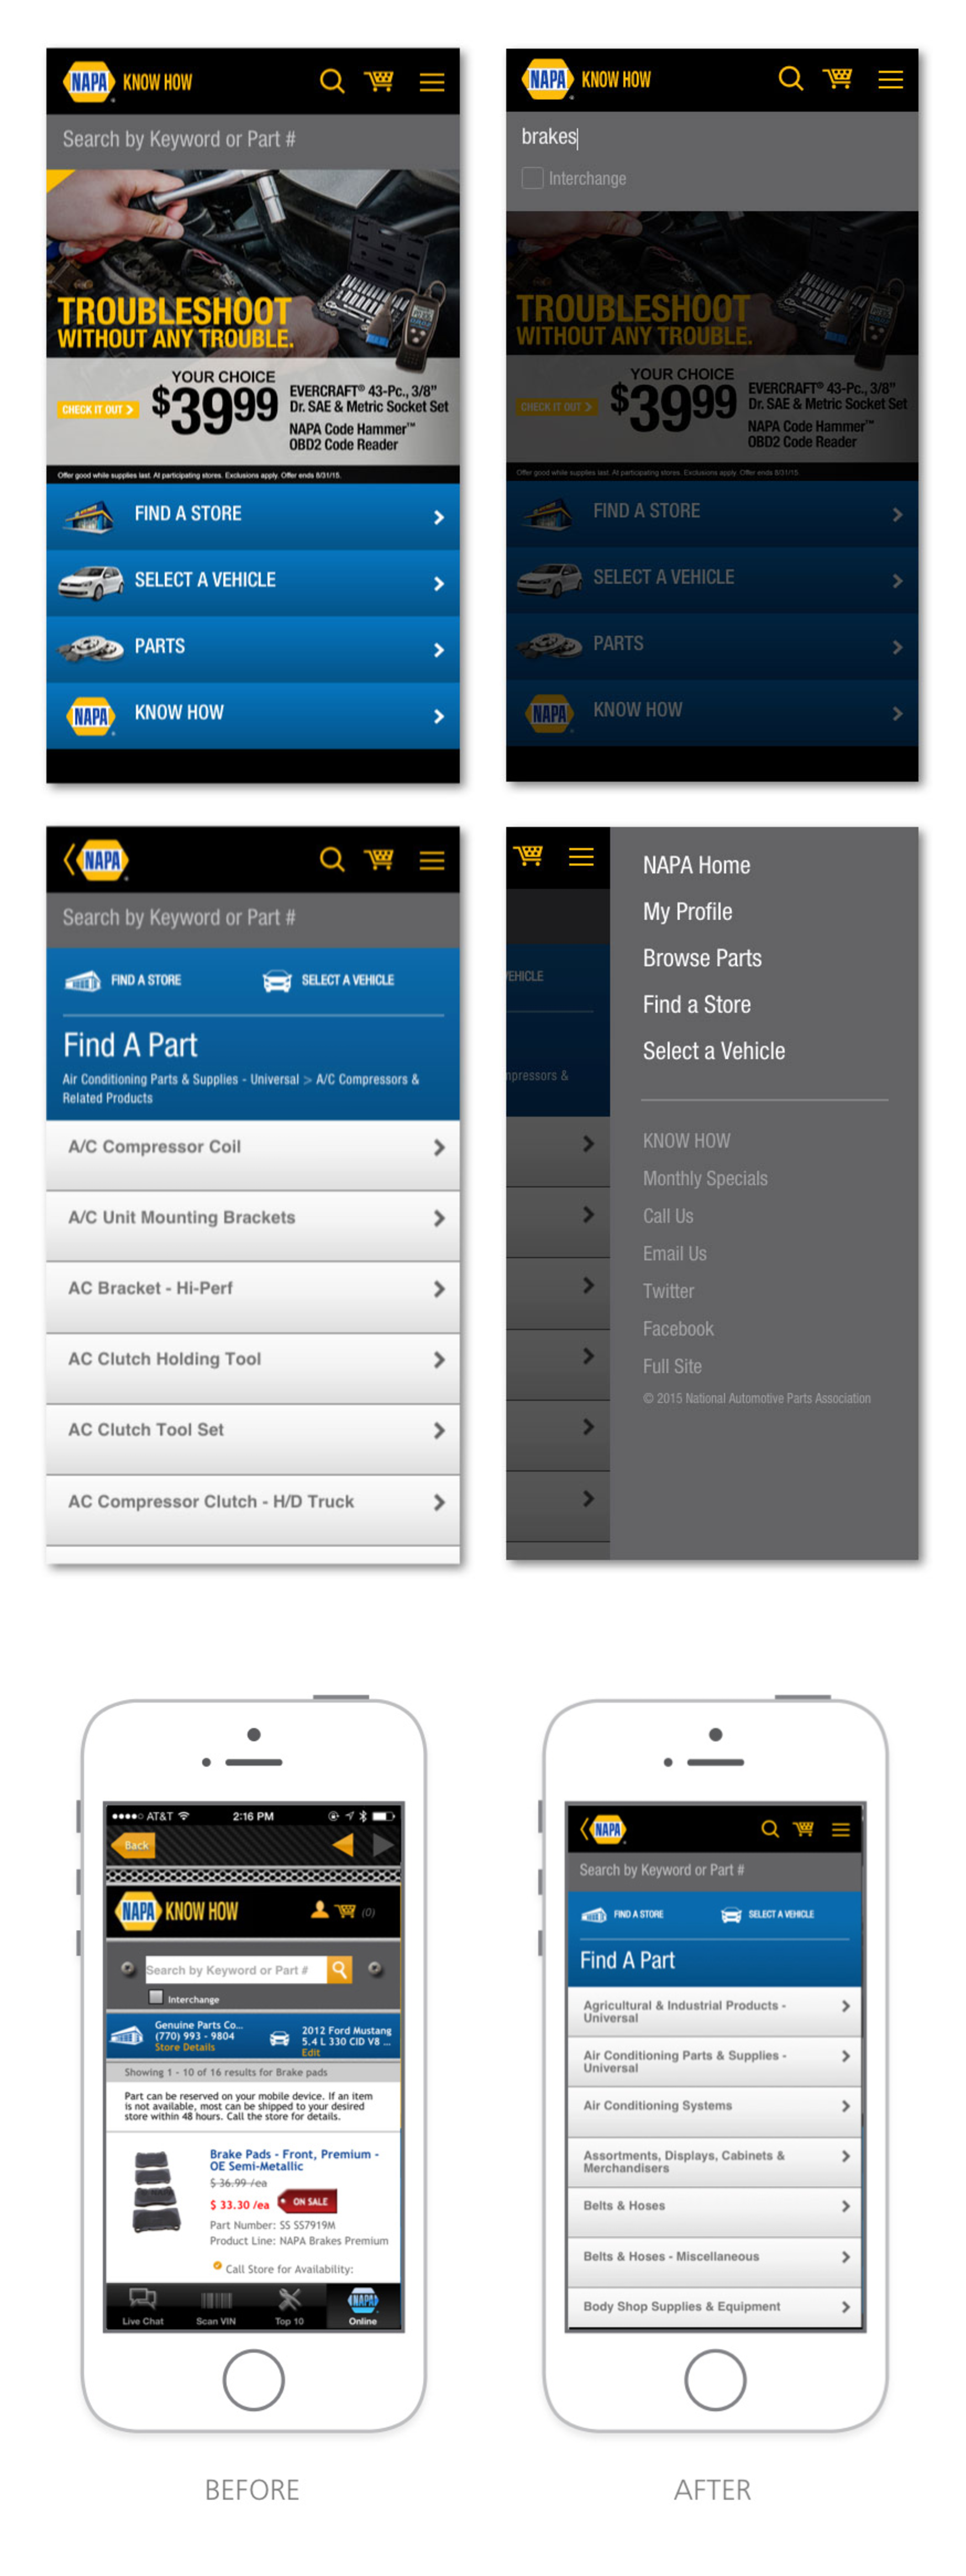 NAPA KNOW HOW
Search by Keyword or Part #
TROUBLESHOOT
WITHOUT ANY TROUBLE.
YOUR CHOICE
CHECK IT OUT >
$3999
EVERCRAFT® 43-Pc., 3/8"
Dr. SAE & Metric Socket Set
NAPA Code Hammer™
OBD2 Code Reader
Offer good while supplies last. At participating stores. Exclusions apply. Offer ends 8/31/15.
FIND A STORE
SELECT A VEHICLE
PARTS
NAPA KNOW HOW
NAPA KNOW HOW
brakes
Interchange
TROUBLESHOOT
WITHOUT ANY TROUBLE.
YOUR CHOICE
CHECK IT OUT >
$3999
EVERCRAFT® 43-Pc., 3/8"
Dr. SAE & Metric Socket Set
NAPA Code Hammer™
OBD2 Code Reader
Offer good while supplies last. At participating stores. Exclusions apply. Offer ends 8/31/15.
FIND A STORE
SELECT A VEHICLE
PARTS
NAPA KNOW HOW
NAPA
Search by Keyword or Part #
FIND A STORE SELECT A VEHICLE
Find A Part
Air Conditioning Parts & Supplies - Universal > A/C Compressors &
Related Products
A/C Compressor Coil
A/C Unit Mounting Brackets
AC Bracket - Hi-Perf
AC Clutch Holding Tool
AC Clutch Tool Set
AC Compressor Clutch - H/D Truck
EHICLE
mpressors &
NAPA Home
My Profile
Browse Parts
Find a Store
Select a Vehicle
KNOW HOW
Monthly Specials
Call Us
Email Us
Twitter
Facebook
Full Site
© 2015 National Automotive Parts Association
AT&T 2:16 PM
Back
NAPA KNOW HOW (0)
Search by Keyword or Part #
Interchange
Genuine Parts Co...
(770) 993 - 9804
Store Details
2012 Ford Mustang
5.4 L 330 CID V8 ...
Edit
Showing 1 - 10 of 16 results for Brake pads
Part can be reserved on your mobile device. If an item
is not available, most can be shipped to your desired
store within 48 hours. Call the store for details.
Brake Pads - Front, Premium -
OE Semi-Metallic
$ 36.99 /ea
$ 33.30 /ea ON SALE
Part Number: SS SS7919M
Product Line: NAPA Brakes Premium
Call Store for Availability:
Live Chat Scan VIN Top 10 NAPA Online
BEFORE
NAPA
Search by Keyword or Part #
FIND A STORE SELECT A VEHICLE
Find A Part
Agricultural & Industrial Products -
Universal
Air Conditioning Parts & Supplies -
Universal
Air Conditioning Systems
Assortments, Displays, Cabinets &
Merchandisers
Belts & Hoses
Belts & Hoses - Miscellaneous
Body Shop Supplies & Equipment
AFTER